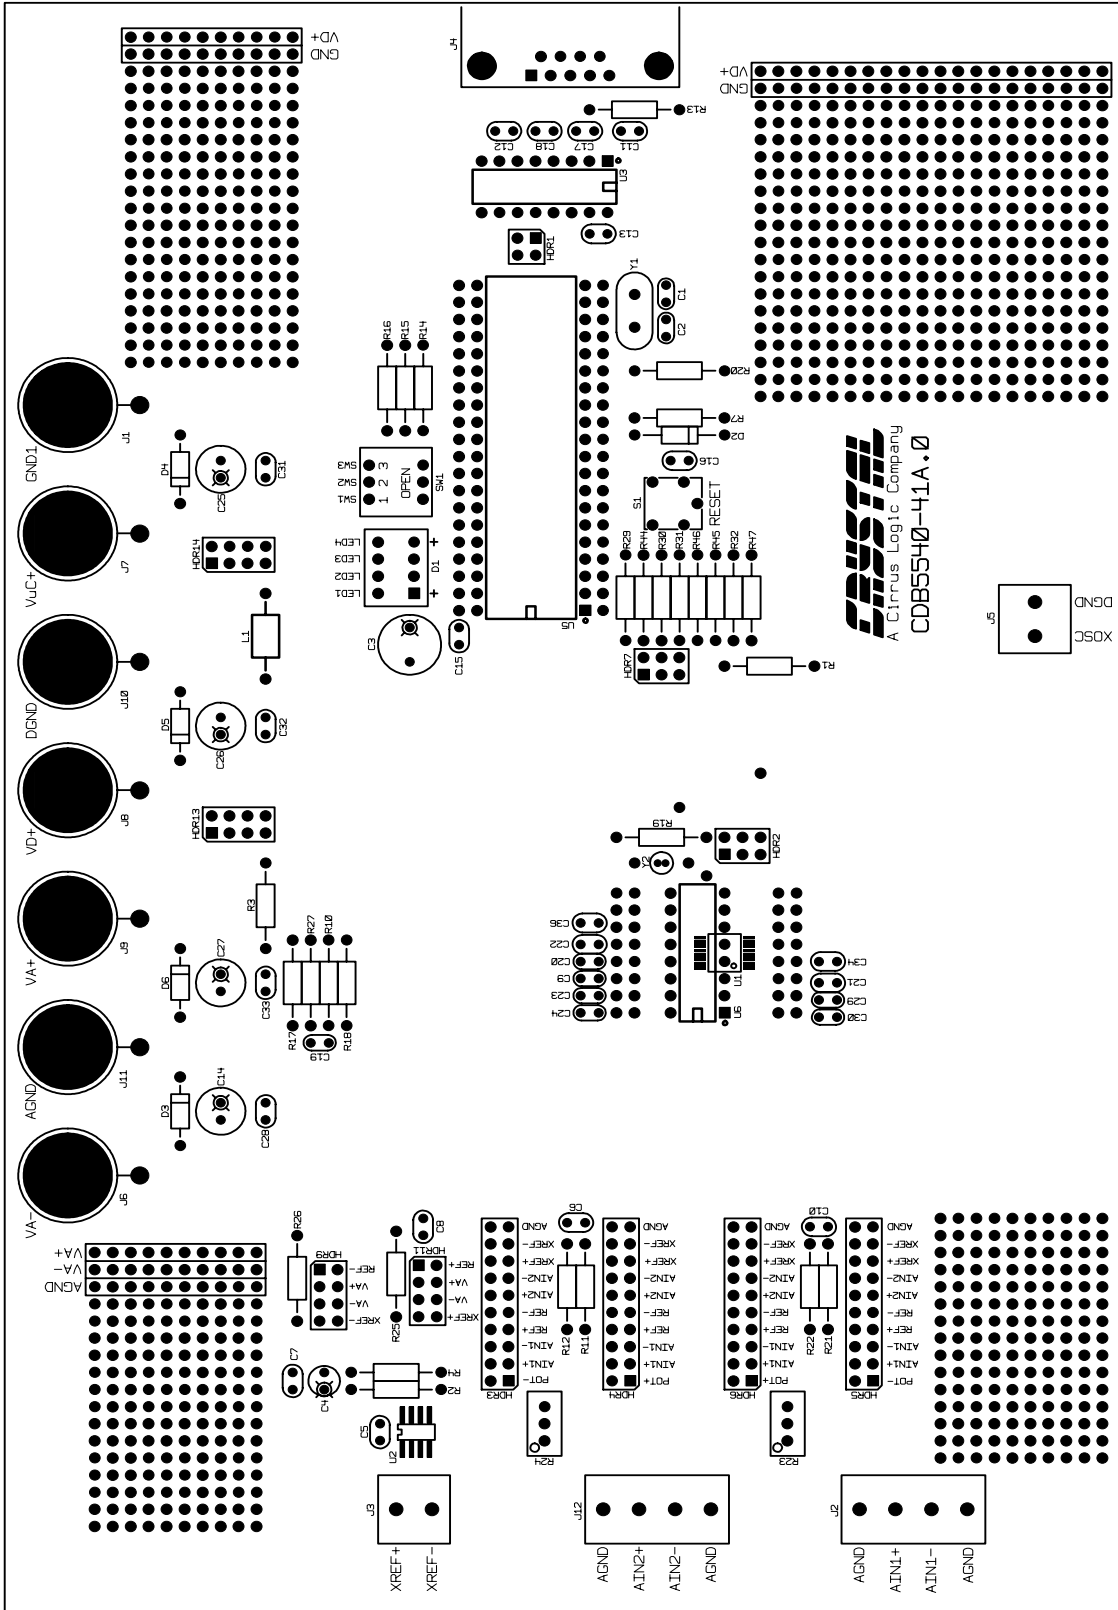 VD+
GND
J4
VD+
GND
R13
C12
C18
C17
C11
U3
C13
HDR1
Y1
C1
C2
R16
R15
R14
R20
R7
D2
C16
S1
RESET
GND1
J1
D4
C25
C31
SW3
SW2
SW1
3
2
1
OPEN
SW1
VuC+
J7
HDR14
LED4
LED3
LED2
LED1
+
+
D1
R29
R44
R30
R31
R46
R45
R32
R47
A Cirrus Logic Company
CDB5540-41A.0
L1
C3
C15
U5
HDR7
R1
J5
DGND
XOSC
DGND
J10
D5
C26
C32
VD+
J8
HDR13
R19
Y2
HDR2
VA+
J9
R3
R27
R10
D6
C27
C33
R17
R18
C19
C36
C22
C20
C9
C23
C24
U1
U6
C34
C21
C29
C30
AGND
J11
D3
C14
C28
VA-
J6
VA+
VA-
AGND
R26
HDR9
REF-
VA+
VA-
XREF-
C8
HDR11
REF+
VA+
VA-
XREF+
R25
AGND
XREF-
XREF+
AIN2-
AIN2+
REF-
REF+
AIN1-
AIN1+
POT-
HDR3
C6
R12
R11
AGND
XREF-
XREF+
AIN2-
AIN2+
REF-
REF+
AIN1-
AIN1+
POT+
HDR4
AGND
XREF-
XREF+
AIN2-
AIN2+
REF-
REF+
AIN1-
AIN1+
POT+
HDR6
C10
R22
R21
AGND
XREF-
XREF+
AIN2-
AIN2+
REF-
REF+
AIN1-
AIN1+
POT-
HDR5
C7
C4
R4
R2
C5
U2
R24
R23
J3
XREF+
XREF-
J12
AGND
AIN2+
AIN2-
AGND
J2
AGND
AIN1+
AIN1-
AGND